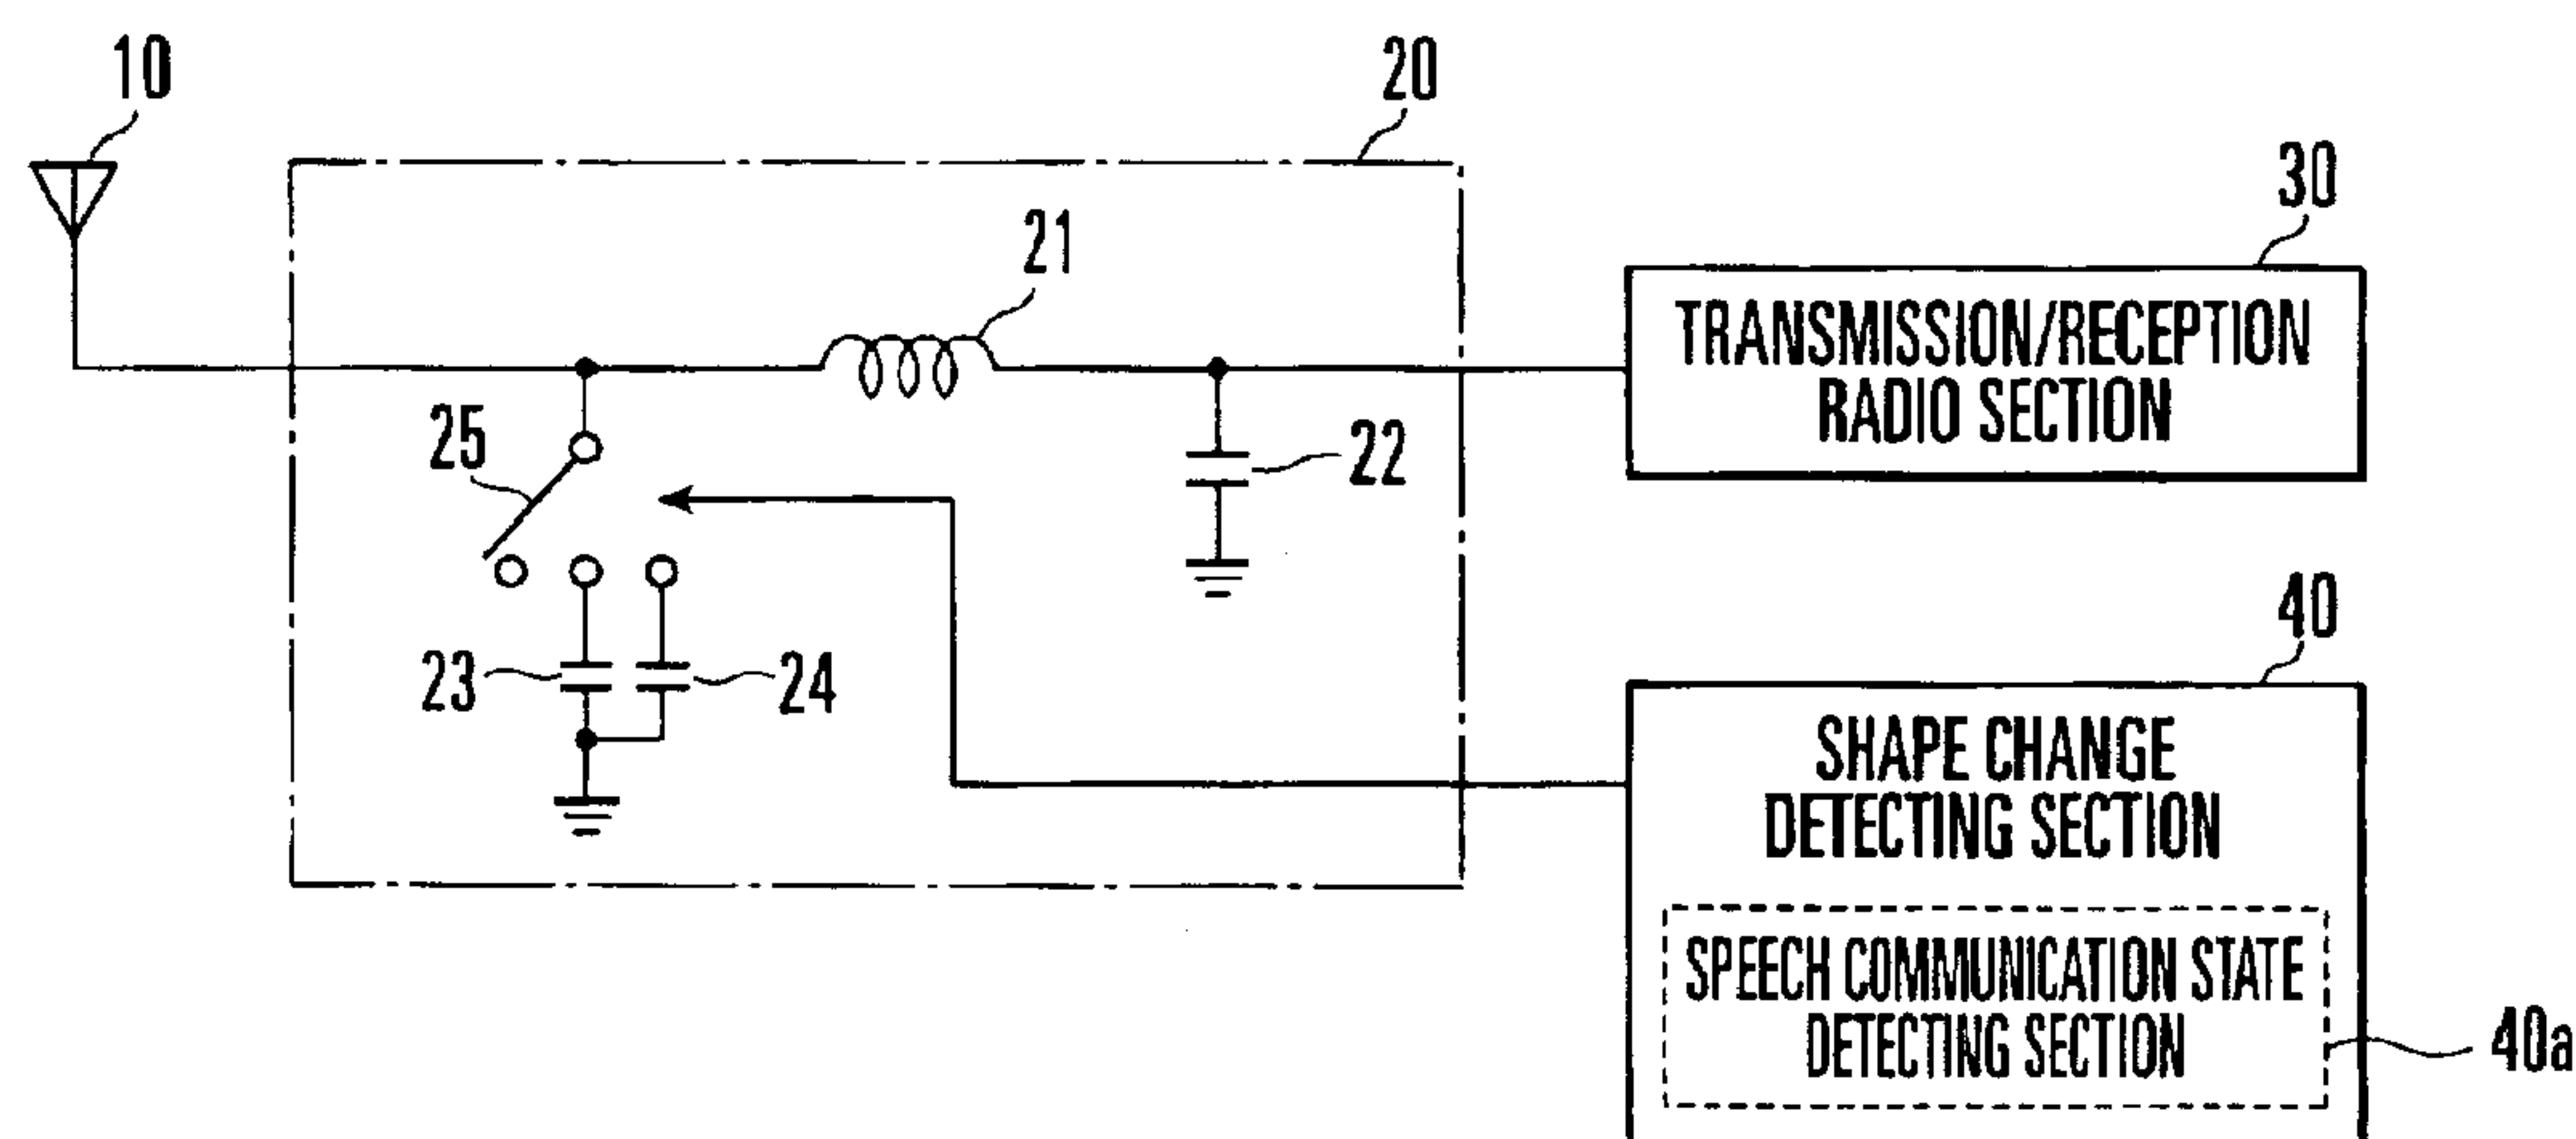 10
20
30
21
TRANSMISSION/RECEPTION
RADIO SECTION
25
22
40
23
24
SHAPE CHANGE
DETECTING SECTION
SPEECH COMMUNICATION STATE
DETECTING SECTION
40a